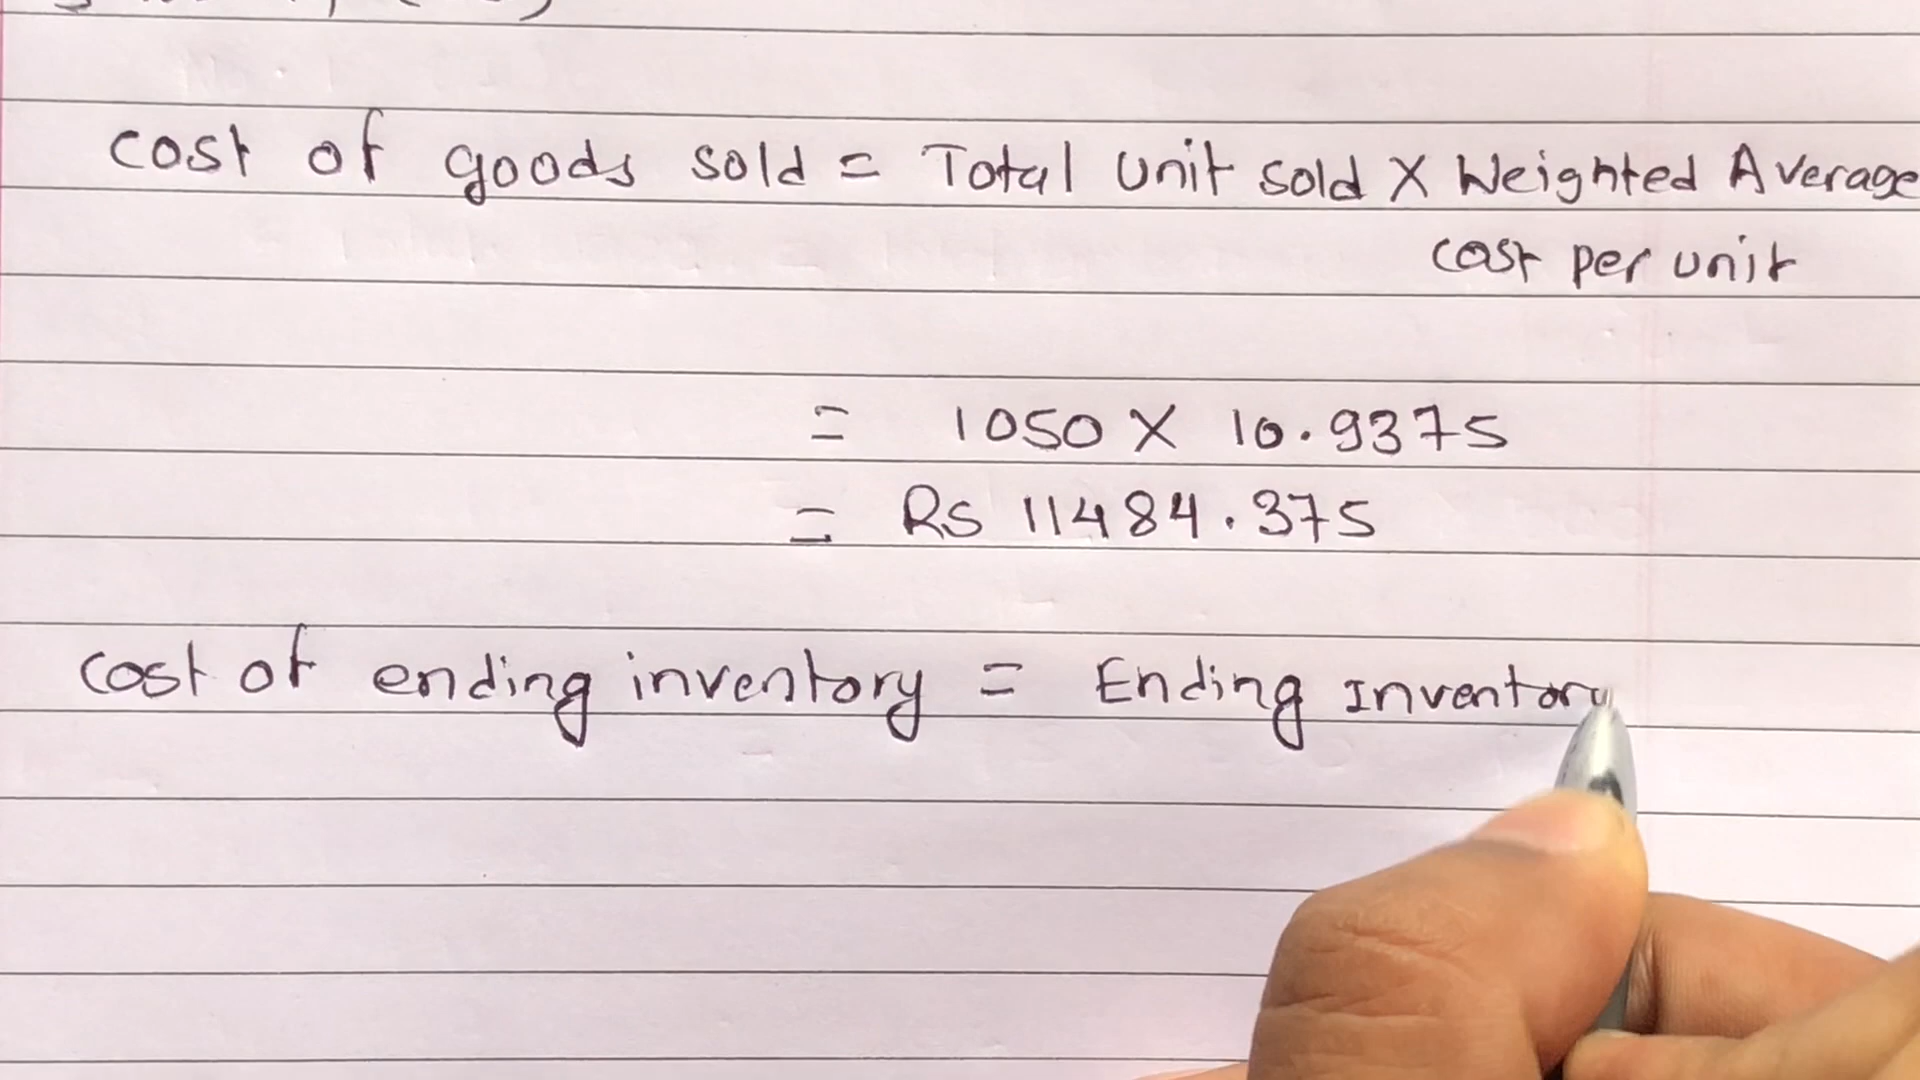 cost of goods sold = Total unit sold X Weighted Average
cost per unit
= 1050 X 10.9375
= RS 11484.375
cost of ending inventory = Ending Inventory